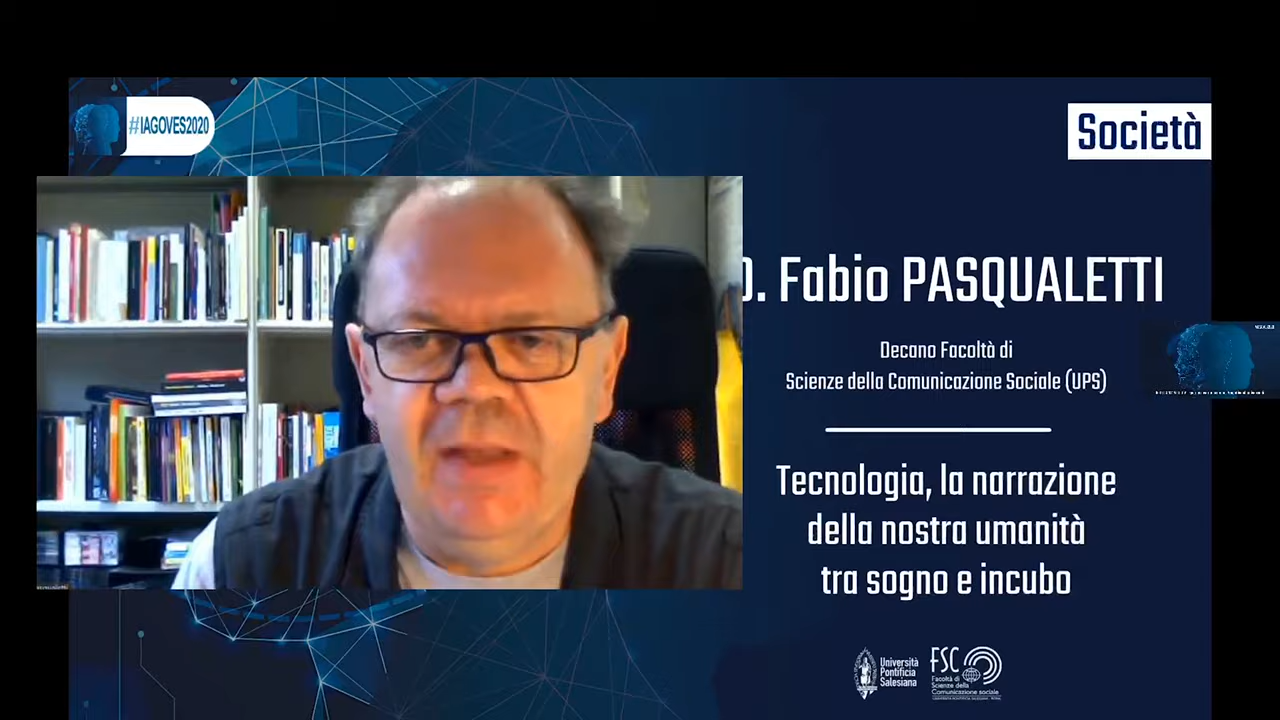 #IAGOVES2020
Società
. Fabio PASQUALETTI
Decano Facoltà di
Scienze della Comunicazione Sociale (UPS)
Tecnologia, la narrazione
della nostra umanità
tra sogno e incubo
Università
Pontificia
Salesiana
FSC
Facoltà di
Scienze della
Comunicazione sociale